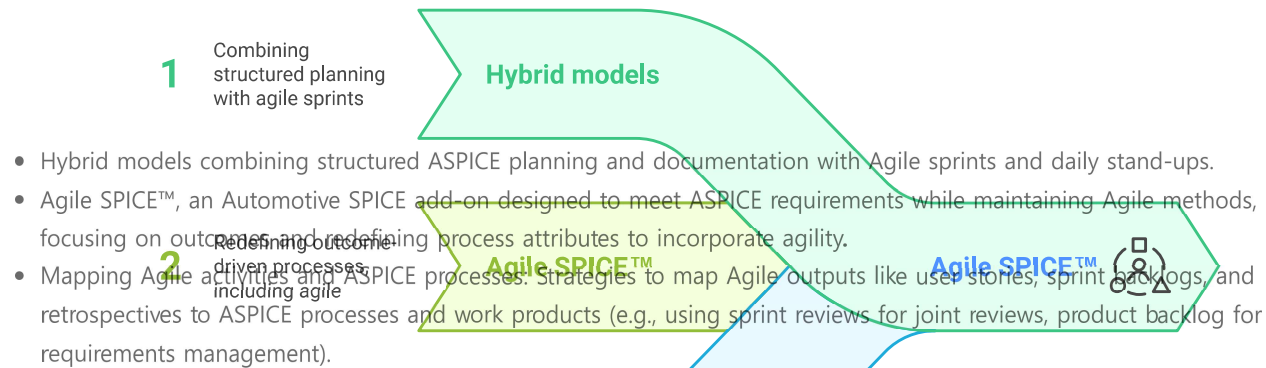 1
Combining
structured planning
with agile sprints
Hybrid models
• Hybrid models combining structured ASPICE planning and documentation with Agile sprints and daily stand-ups.
• Agile SPICE™, an Automotive SPICE add-on designed to meet ASPICE requirements while maintaining Agile methods,
focusing on outcomes and redefining process attributes to incorporate agility.
2
Redefining outcome-
driven processes,
including agile
Agile SPICE™
Agile SPICE™
• Mapping Agile activities and ASPICE processes: Strategies to map Agile outputs like user stories, sprint backlogs, and
retrospectives to ASPICE processes and work products (e.g., using sprint reviews for joint reviews, product backlog for
requirements management).